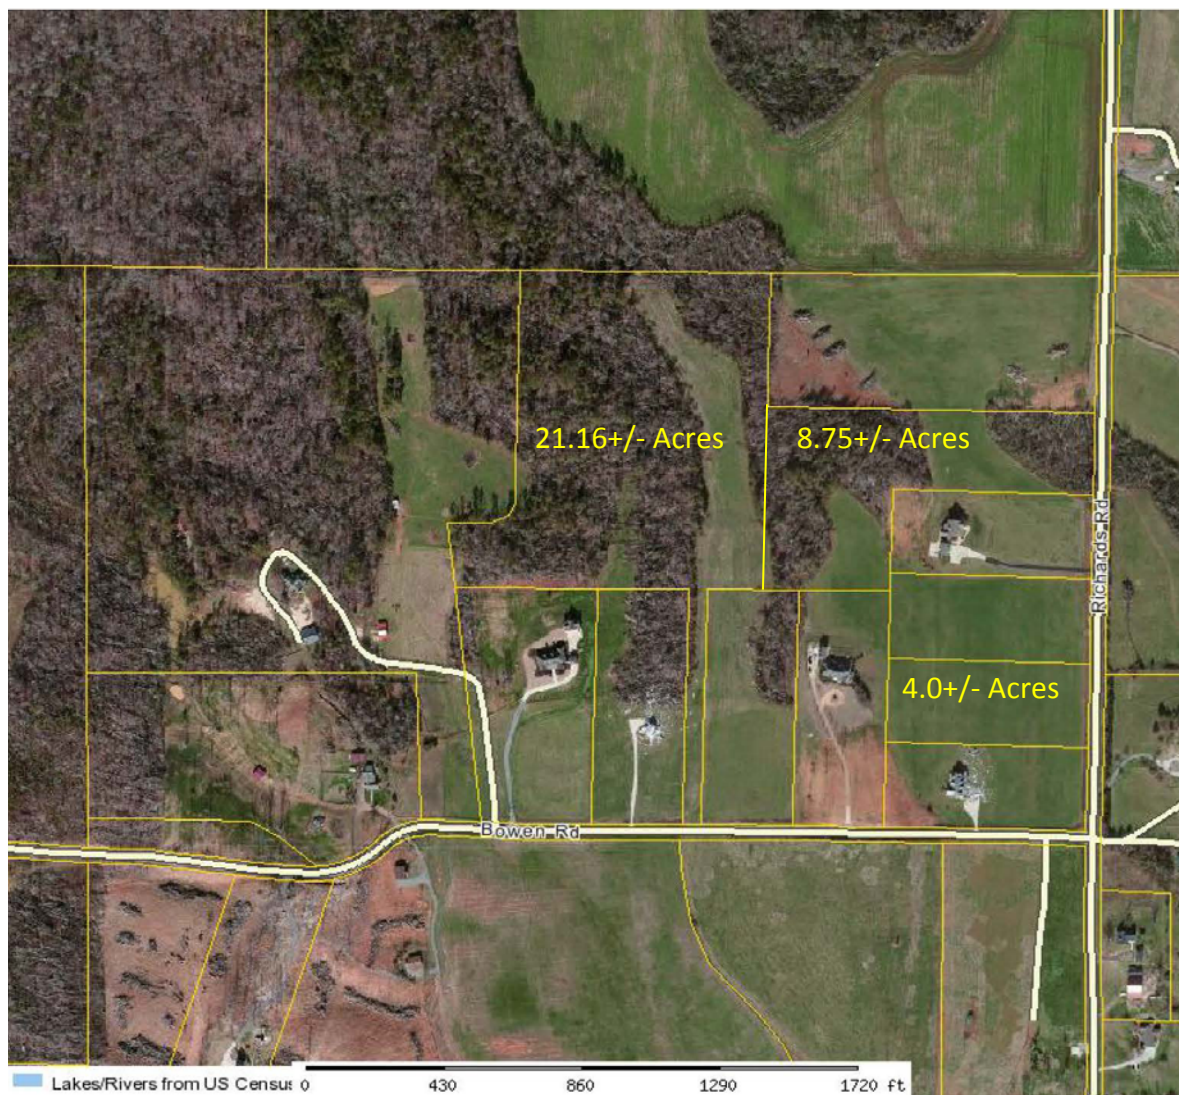 21.16+/- Acres
8.75+/- Acres
Richards Rd
4.0+/- Acres
Bowen Rd
Lakes/Rivers from US Census
0 430 860 1290 1720 ft